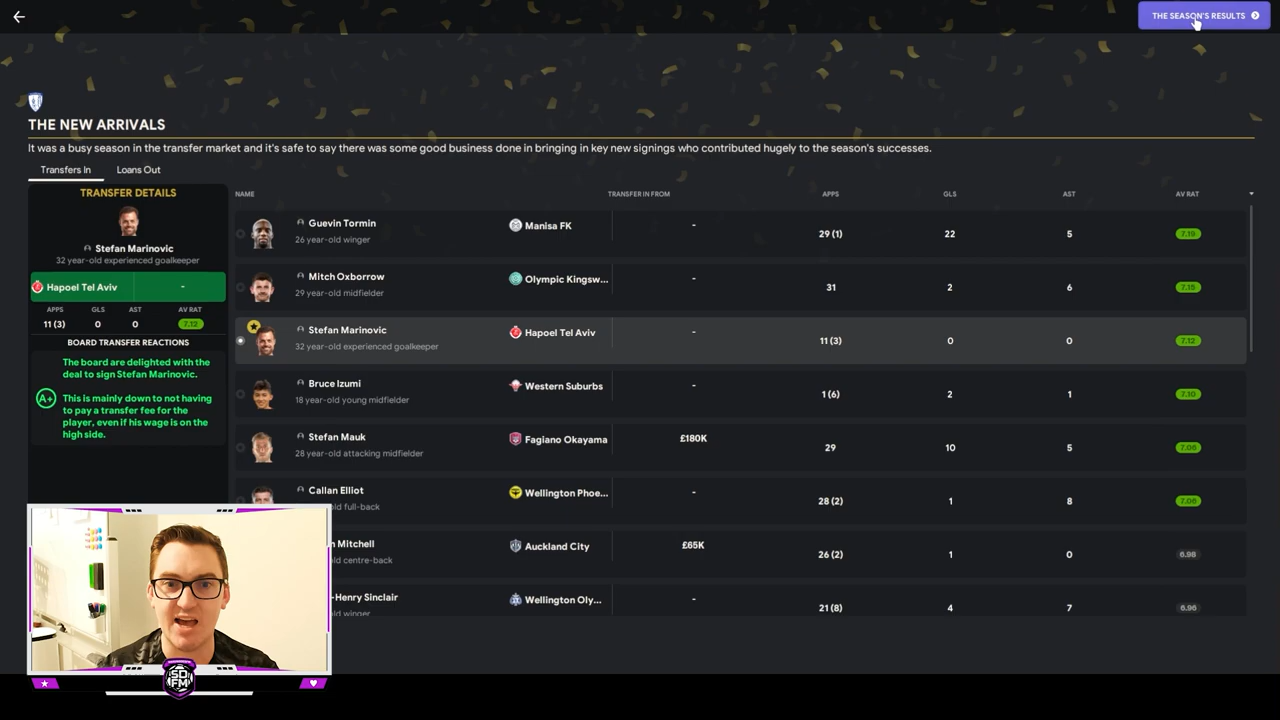 THE SEASON'S RESULTS
THE NEW ARRIVALS
It was a busy season in the transfer market and it's safe to say there was some good business done in bringing in key new signings who contributed hugely to the season's successes.
Transfers In Loans Out
TRANSFER DETAILS
Stefan Marinovic
32 year-old experienced goalkeeper
Hapoel Tel Aviv -
APPS GLS AST AV RAT
11 (3) 0 0 7.12
BOARD TRANSFER REACTIONS
The board are delighted with the
deal to sign Stefan Marinovic.
A+
This is mainly down to not having
to pay a transfer fee for the
player, even if his wage is on the
high side.
NAME TRANSFER IN FROM APPS GLS AST AV RAT
Guevin Tormin Manisa FK - 29 (1) 22 5 7.19
26 year-old winger
Mitch Oxborrow Olympic Kingsw... - 31 2 6 7.15
29 year-old midfielder
Stefan Marinovic Hapoel Tel Aviv - 11 (3) 0 0 7.12
32 year-old experienced goalkeeper
Bruce Izumi Western Suburbs - 1 (6) 2 1 7.10
18 year-old young midfielder
Stefan Mauk Fagiano Okayama £180K 29 10 5 7.06
28 year-old attacking midfielder
Callan Elliot Wellington Phoe... - 28 (2) 1 8 7.06
old full-back
Mitchell Auckland City £65K 26 (2) 1 0 6.98
old centre-back
-Henry Sinclair Wellington Oly... - 21 (8) 4 7 6.96
old winger
SD
FM